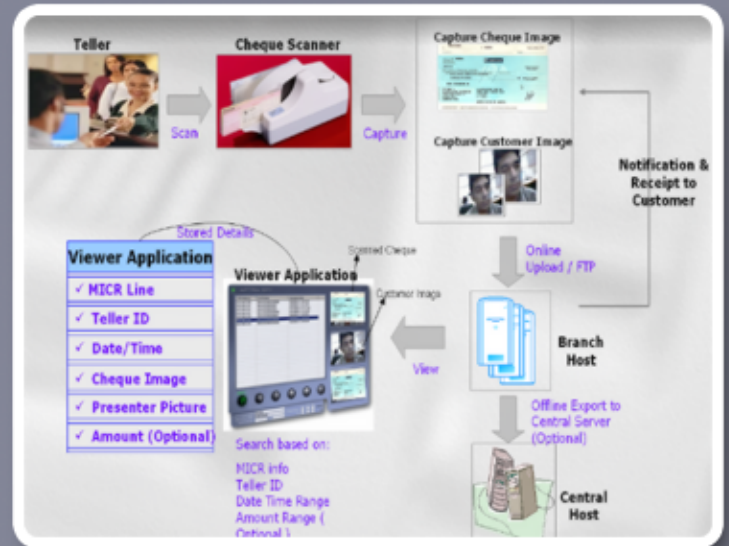 Teller
Cheque Scanner
Capture Cheque Image
Scan
Capture
Capture Customer Image
Notification &
Receipt to
Customer
Stored Details
Scanned Cheque
Online
Upload / FTP
Viewer Application
Viewer Application
Customer Image
✓ MICR Line
✓ Teller ID
✓ Date/Time
✓ Cheque Image
✓ Presenter Picture
✓ Amount (Optional)
View
Branch
Host
Offline Export to
Central Server
(Optional)
Search based on:
MICR info
Teller ID
Date Time Range
Amount Range (
Optional )
Central
Host